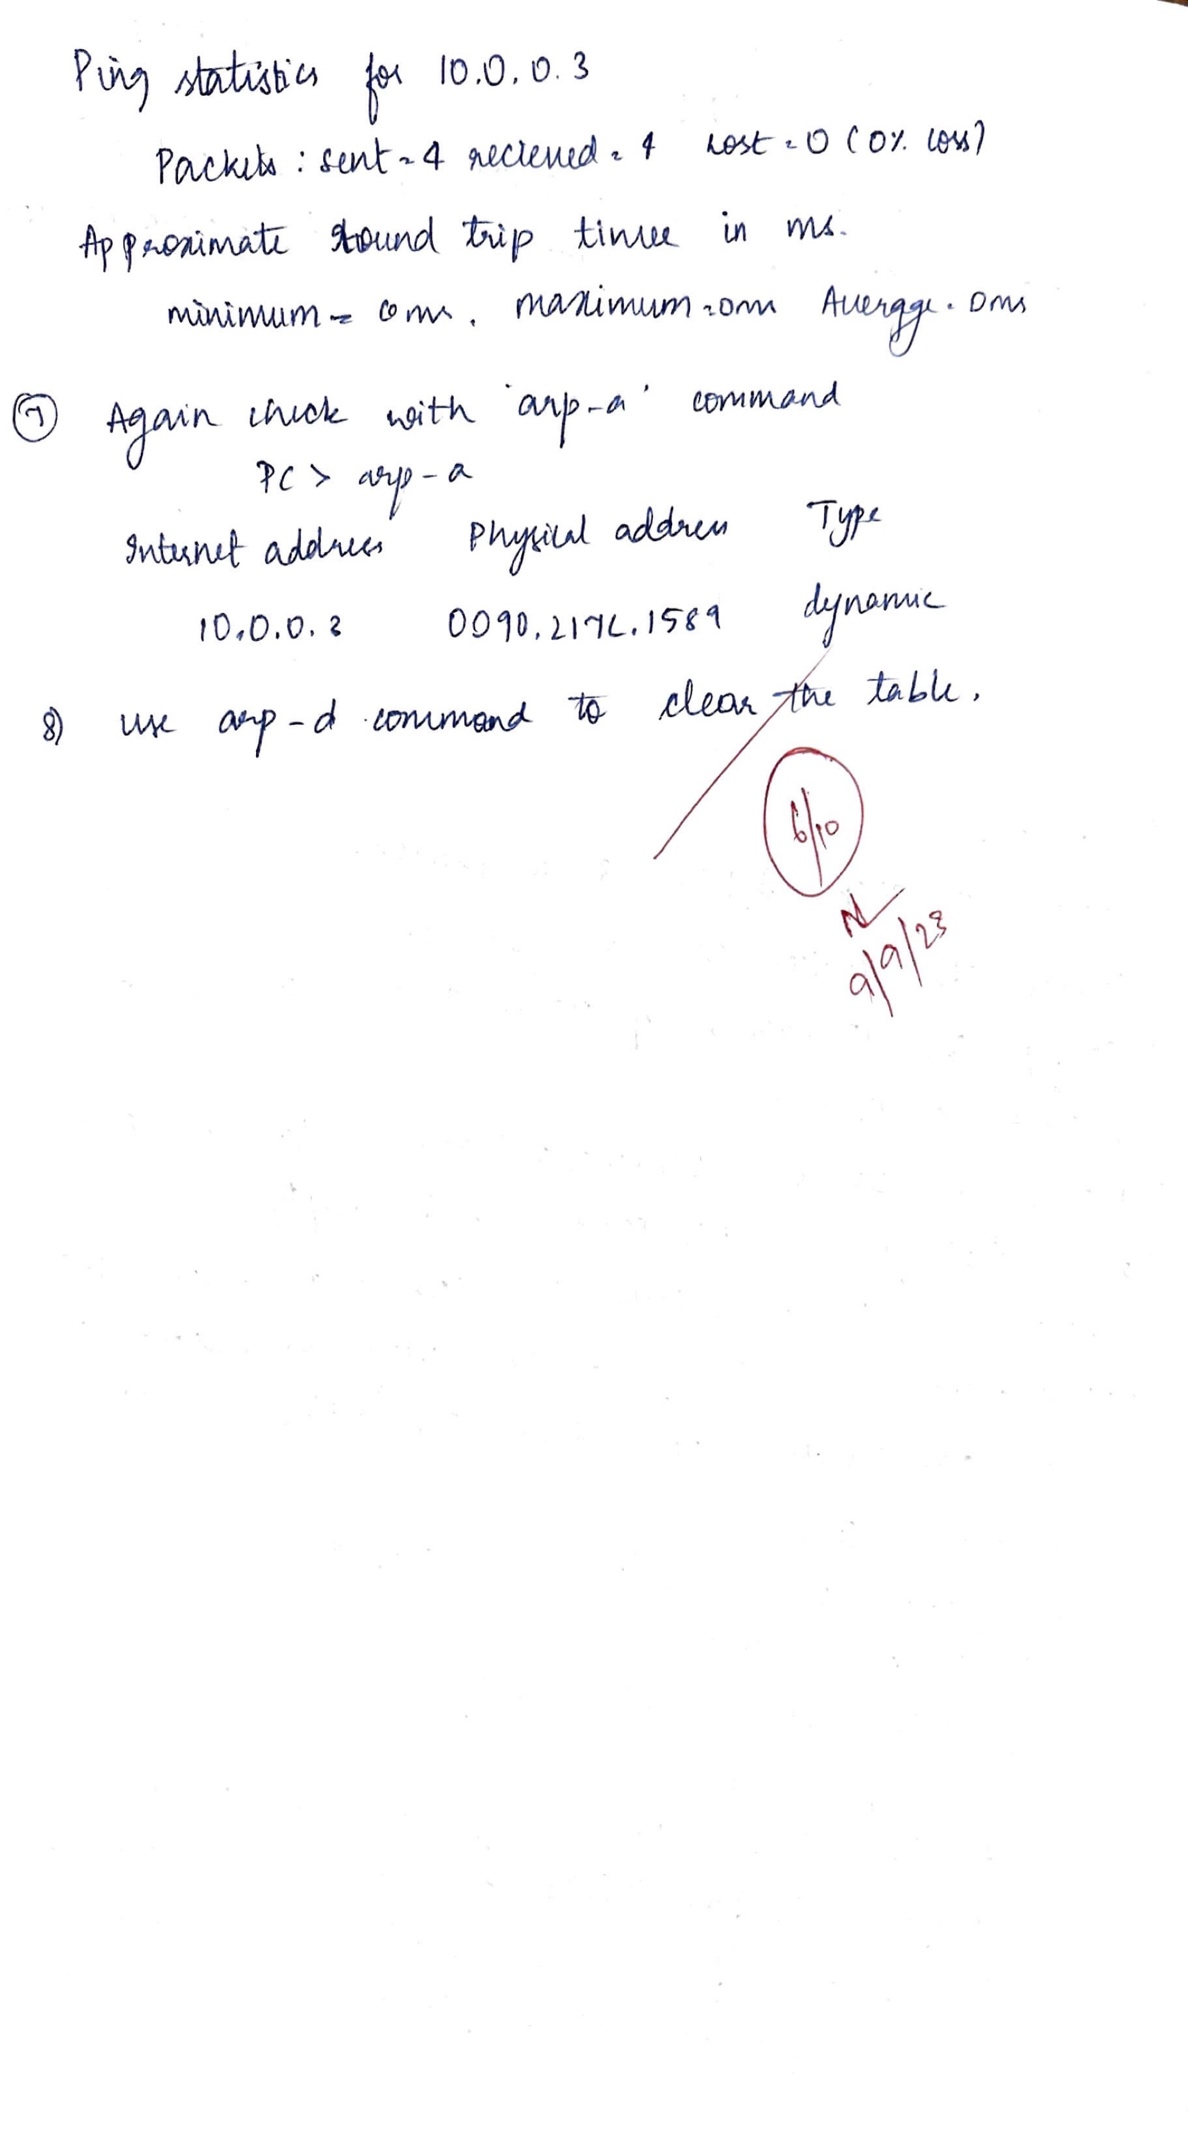 Ping statistics for 10.0.0.3
Packets : sent = 4 recieved = 4 Lost = 0 (0% loss)
Approximate round trip time in ms.
minimum = 0ms, maximum = 0ms Average = 0ms
⑦ Again check with 'arp-a' command
PC > arp-a
Internet address Physical address Type
10.0.0.3 0090.217C.1589 dynamic
8) use arp-d command to clear the table.
6/10
9/9/23